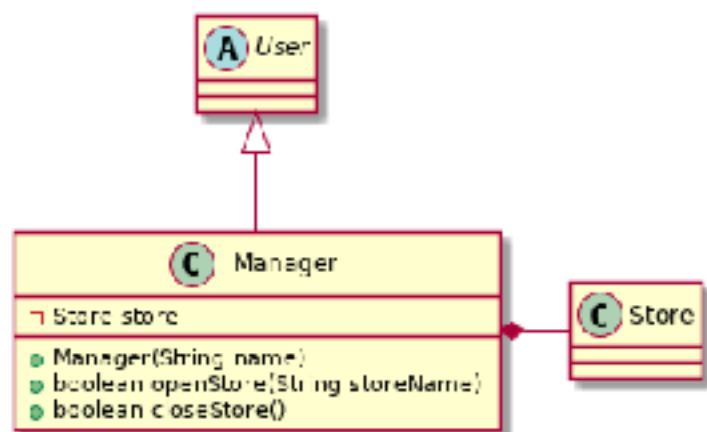 A User
C Manager
Store store
Manager(String name)
boolean openStore(String storeName)
boolean closeStore()
C Store